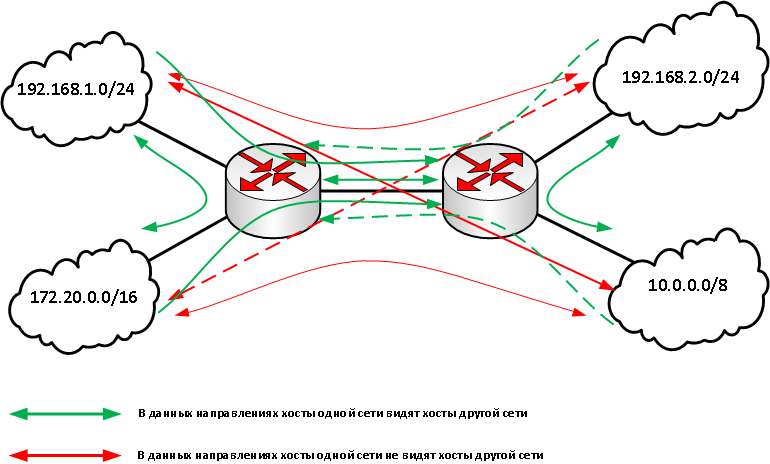 192.168.1.0/24
192.168.2.0/24
172.20.0.0/16
10.0.0.0/8
В данных направлениях хосты одной сети видят хосты другой сети
В данных направлениях хосты одной сети не видят хосты другой сети